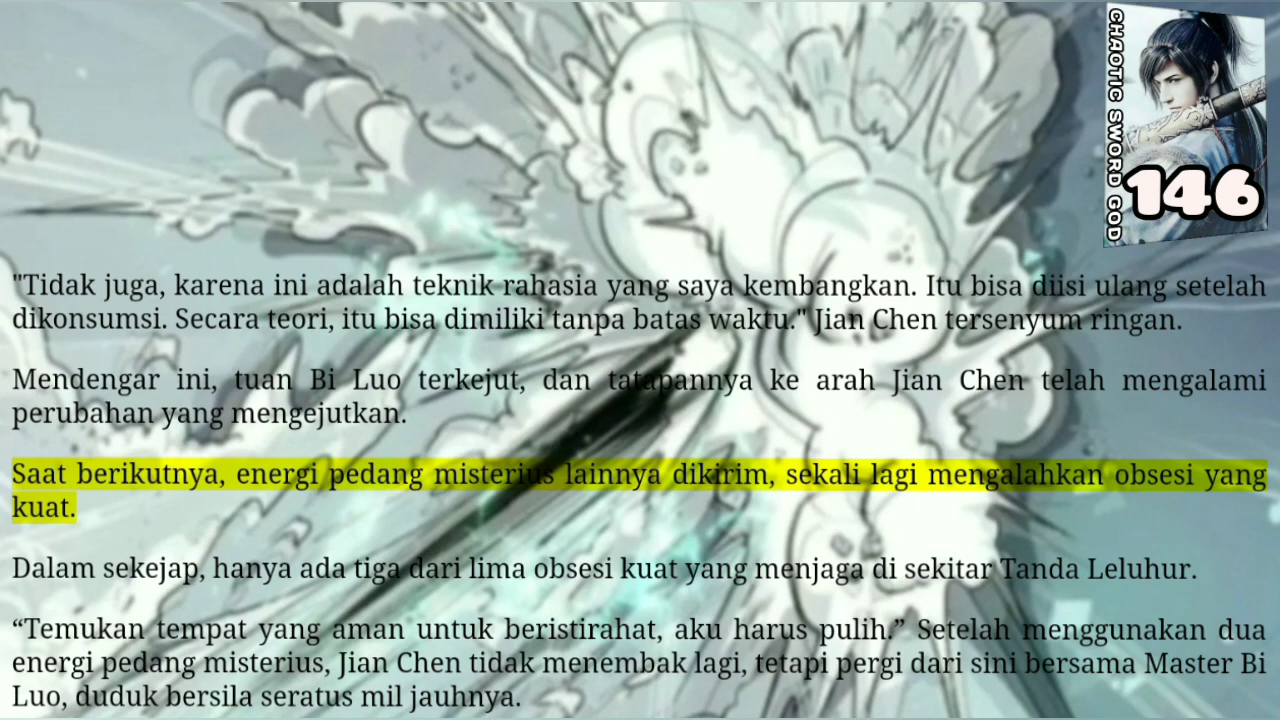 CHAOTIC SWORD GOD
146
"Tidak juga, karena ini adalah teknik rahasia yang saya kembangkan. Itu bisa diisi ulang setelah
dikonsumsi. Secara teori, itu bisa dimiliki tanpa batas waktu." Jian Chen tersenyum ringan.
Mendengar ini, tuan Bi Luo terkejut, dan tatapannya ke arah Jian Chen telah mengalami
perubahan yang mengejutkan.
Saat berikutnya, energi pedang misterius lainnya dikirim, sekali lagi mengalahkan obsesi yang
kuat.
Dalam sekejap, hanya ada tiga dari lima obsesi kuat yang menjaga di sekitar Tanda Leluhur.
“Temukan tempat yang aman untuk beristirahat, aku harus pulih.” Setelah menggunakan dua
energi pedang misterius, Jian Chen tidak menembak lagi, tetapi pergi dari sini bersama Master Bi
Luo, duduk bersila seratus mil jauhnya.